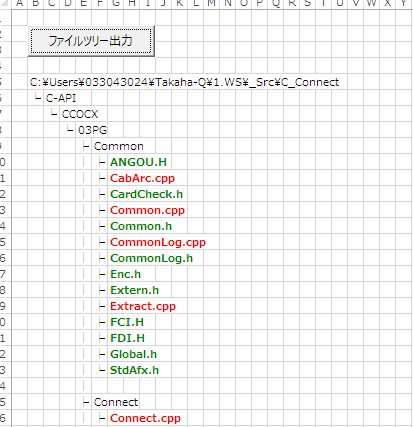 A B C D E F G H I J K L M N O P Q R S T U V W X Y Z
ファイルツリー出力
C:¥Users¥033043024¥Takaha-Q¥1.WS¥_Src¥C_Connect
- C-API
- CCOCX
- 03PG
- Common
- ANGOU.H
- CabArc.cpp
- CardCheck.h
- Common.cpp
- Common.h
- CommonLog.cpp
- CommonLog.h
- Enc.h
- Extern.h
- Extract.cpp
- FCI.H
- FDI.H
- Global.h
- StdAfx.h
- Connect
- Connect.cpp